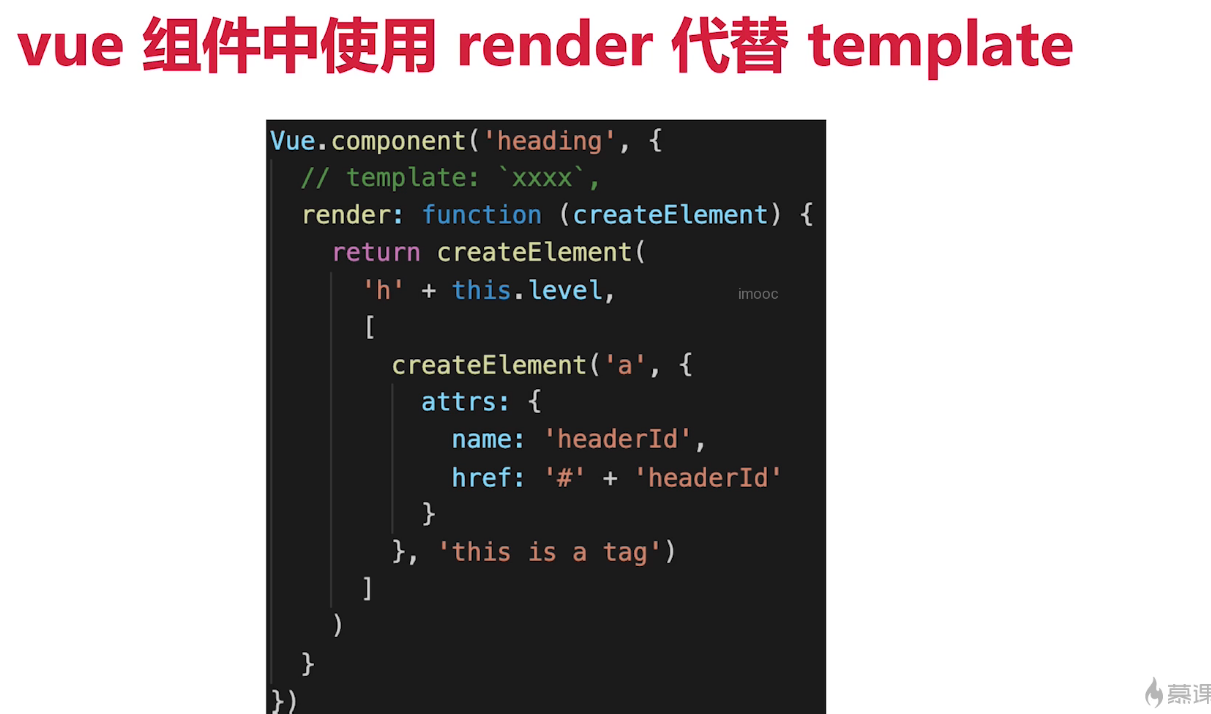 vue 组件中使用 render 代替 template
Vue.component('heading', {
// template: `xxxx`,
render: function (createElement) {
return createElement(
'h' + this.level,
imooc
[
createElement('a', {
attrs: {
name: 'headerId',
href: '#' + 'headerId'
}
}, 'this is a tag')
]
)
}
})
慕课